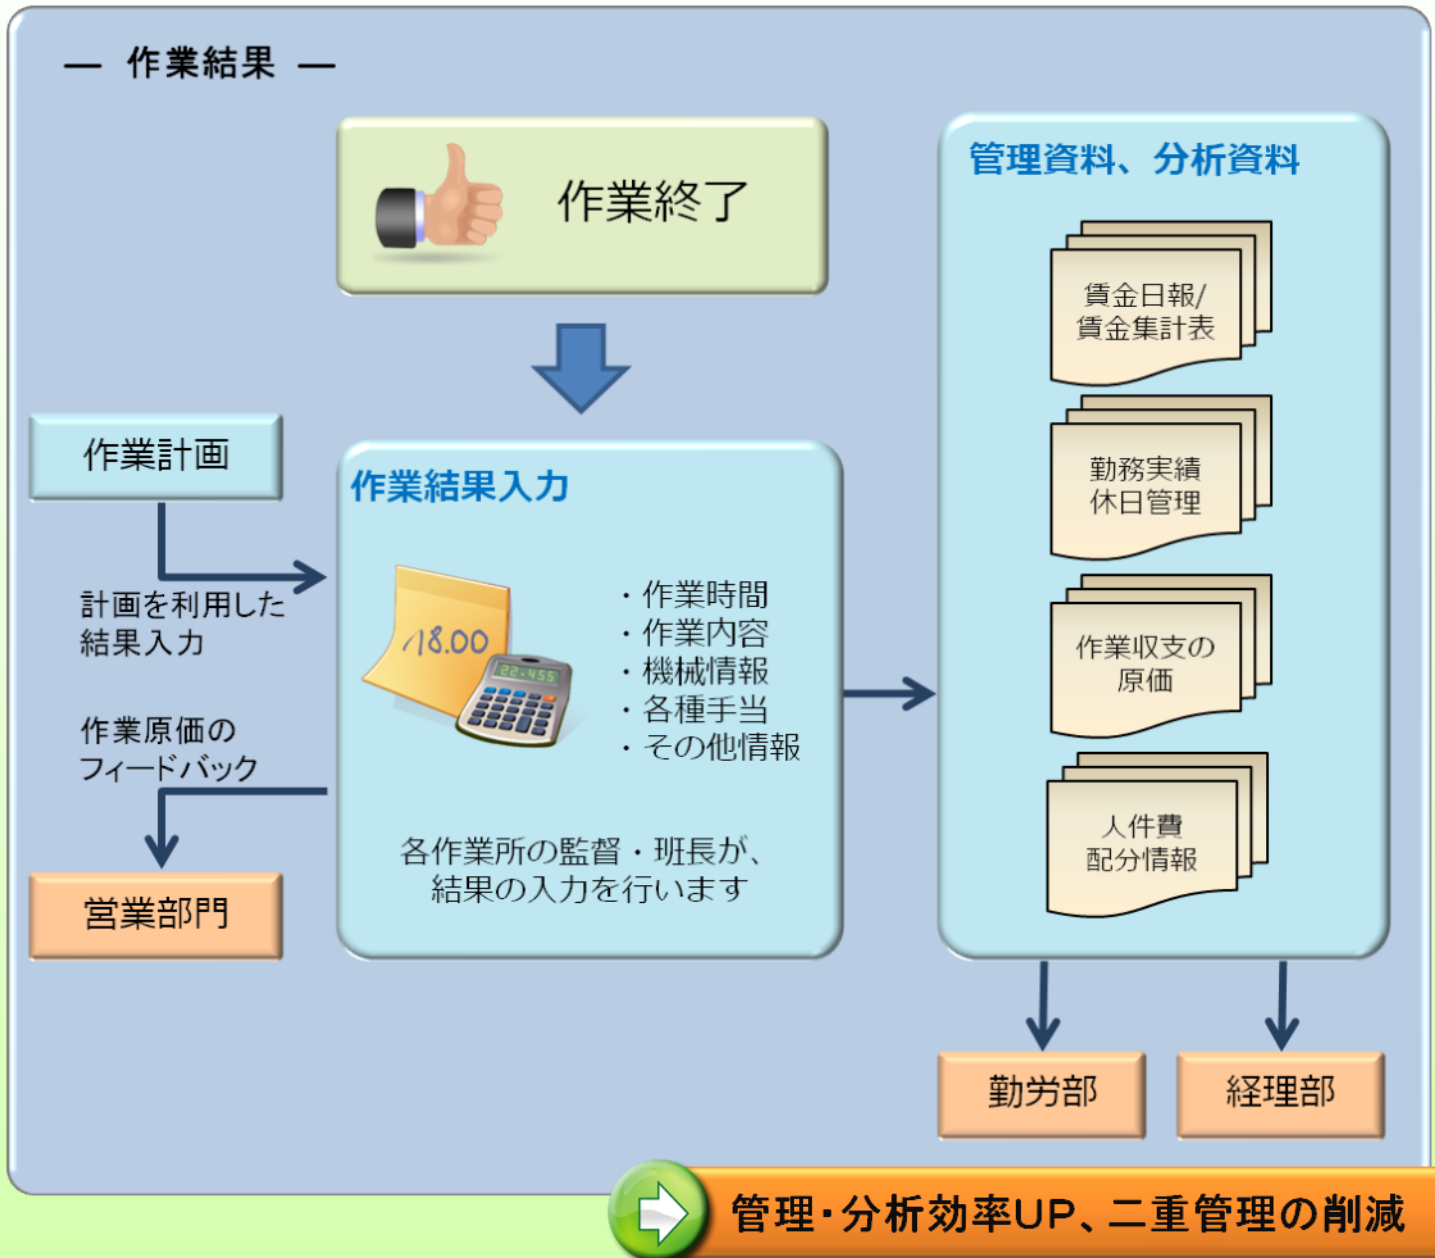 ― 作業結果 ―
作業終了
作業計画
計画を利用した
結果入力
作業原価の
フィードバック
営業部門
作業結果入力
18.00
22.455
・作業時間
・作業内容
・機械情報
・各種手当
・その他情報
各作業所の監督・班長が、
結果の入力を行います
管理資料、分析資料
賃金日報/
賃金集計表
勤務実績
休日管理
作業収支の
原価
人件費
配分情報
勤労部
経理部
管理・分析効率UP、二重管理の削減